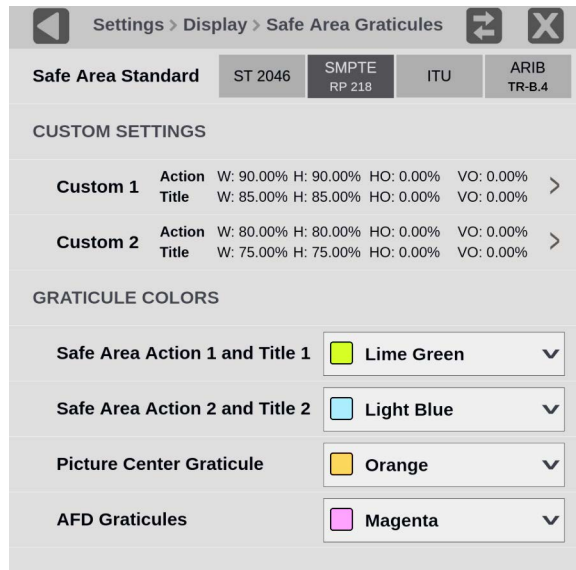 Settings > Display > Safe Area Graticules
Safe Area Standard ST 2046 SMPTE RP 218 ITU ARIB TR-B.4
CUSTOM SETTINGS
Custom 1 Action W: 90.00% H: 90.00% HO: 0.00% VO: 0.00%
Title W: 85.00% H: 85.00% HO: 0.00% VO: 0.00%
Custom 2 Action W: 80.00% H: 80.00% HO: 0.00% VO: 0.00%
Title W: 75.00% H: 75.00% HO: 0.00% VO: 0.00%
GRATICULE COLORS
Safe Area Action 1 and Title 1 Lime Green
Safe Area Action 2 and Title 2 Light Blue
Picture Center Graticule Orange
AFD Graticules Magenta